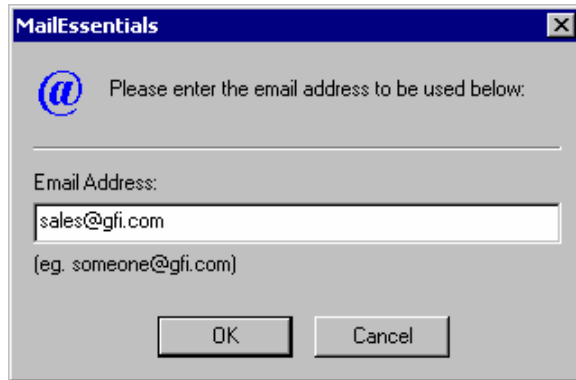 MailEssentials
@
Please enter the email address to be used below:
Email Address:
sales@gfi.com
(eg. someone@gfi.com)
OK
Cancel